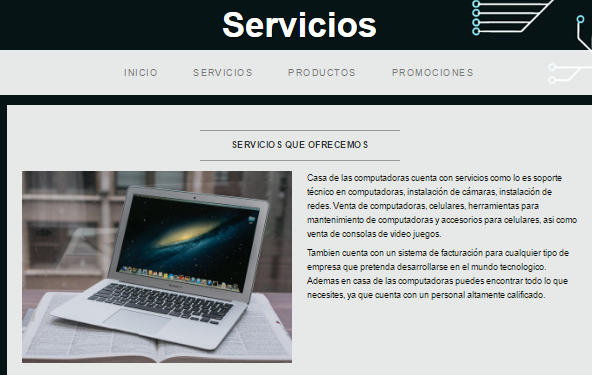 Servicios
INICIO SERVICIOS PRODUCTOS PROMOCIONES
SERVICIOS QUE OFRECEMOS
Casa de las computadoras cuenta con servicios como lo es soporte
técnico en computadoras, instalación de cámaras, instalación de
redes. Venta de computadoras, celulares, herramientas para
mantenimiento de computadoras y accesorios para celulares, asi como
venta de consolas de video juegos.
Tambien cuenta con un sistema de facturación para cualquier tipo de
empresa que pretenda desarrollarse en el mundo tecnologico.
Ademas en casa de las computadoras puedes encontrar todo lo que
necesites, ya que cuenta con un personal altamente calificado.